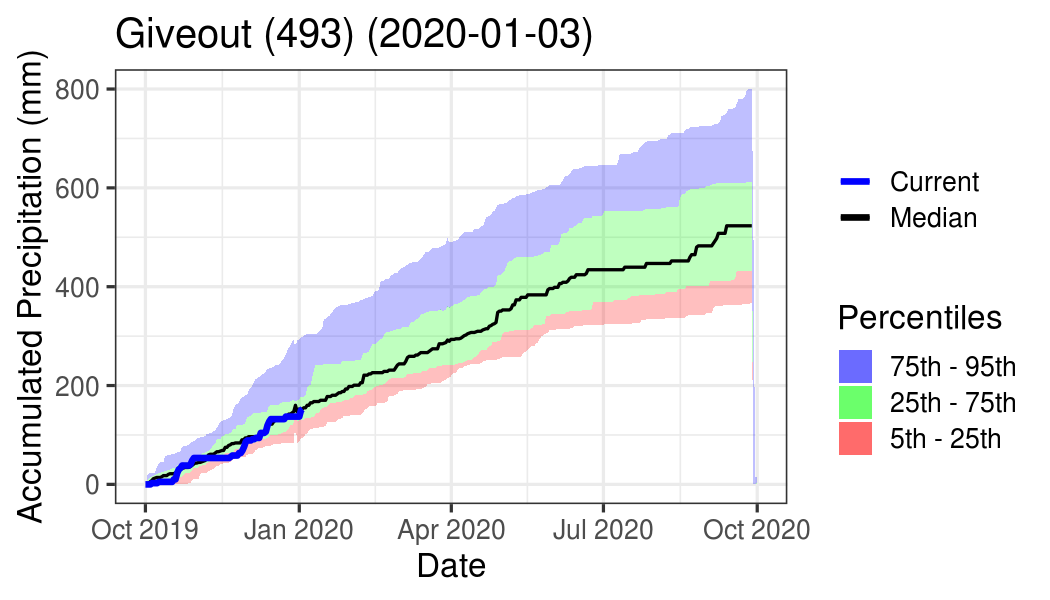 Giveout (493) (2020-01-03)
Accumulated Precipitation (mm)
800
600
400
200
0
Oct 2019
Jan 2020
Apr 2020
Jul 2020
Oct 2020
Date
Current
Median
Percentiles
75th - 95th
25th - 75th
5th - 25th